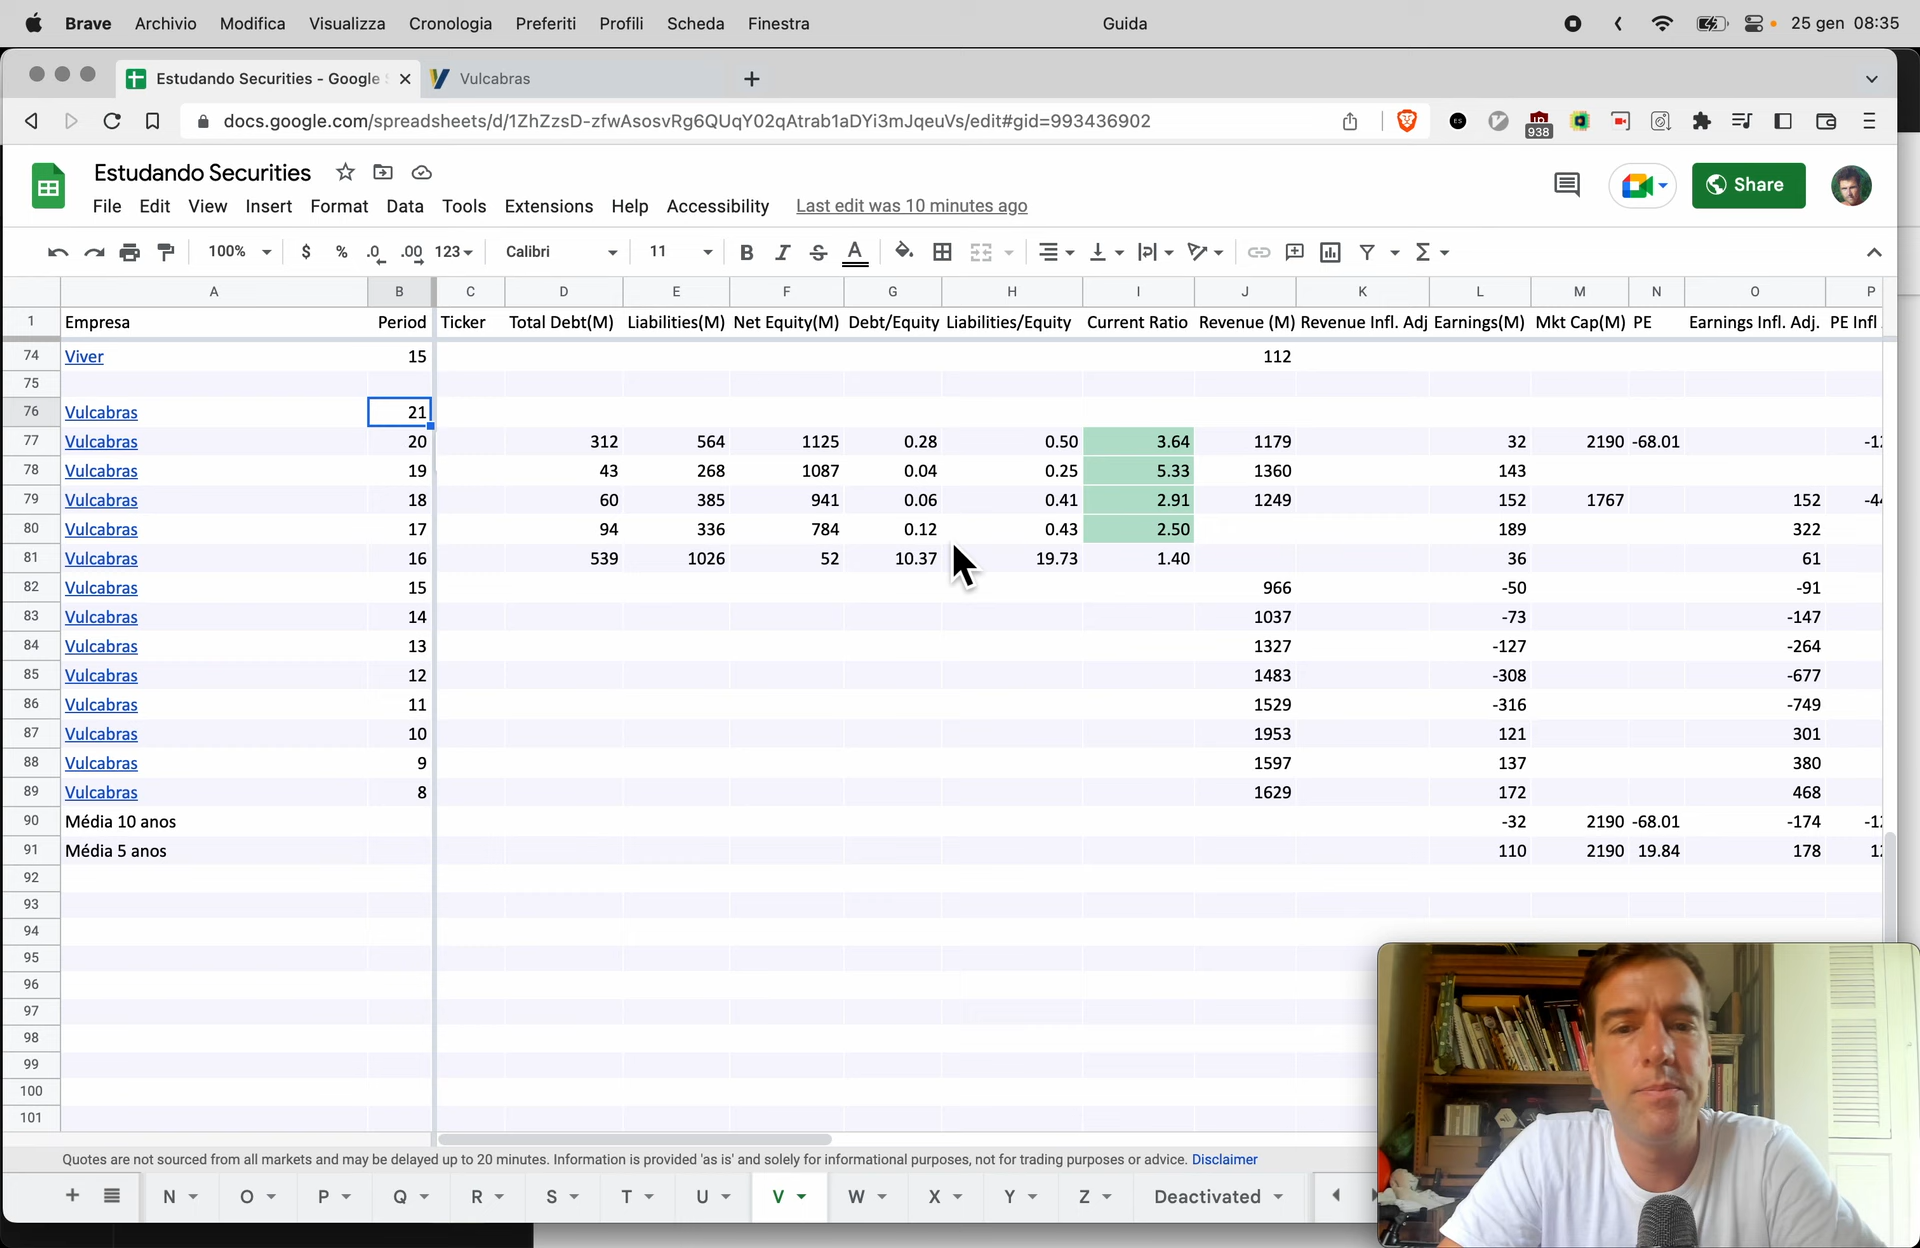 Brave Archivio Modifica Visualizza Cronologia Preferiti Profili Scheda Finestra Guida 25 gen 08:35
Estudando Securities - Google Vulcabras
docs.google.com/spreadsheets/d/1ZhZzsD-zfwAsosvRg6QUqY02qAtrab1aDYi3mJqeuVs/edit#gid=993436902 938
Estudando Securities
Share
File Edit View Insert Format Data Tools Extensions Help Accessibility Last edit was 10 minutes ago
100% $ % .0 .00 123 Calibri 11 B I S A
A B C D E F G H I J K L M N O P
1 Empresa Period Ticker Total Debt(M) Liabilities(M) Net Equity(M) Debt/Equity Liabilities/Equity Current Ratio Revenue (M) Revenue Infl. Adj Earnings(M) Mkt Cap(M) PE Earnings Infl. Adj. PE Infl
74 Viver 15 112
75
76 Vulcabras 21
77 Vulcabras 20 312 564 1125 0.28 0.50 3.64 1179 32 2190 -68.01
78 Vulcabras 19 43 268 1087 0.04 0.25 5.33 1360 143
79 Vulcabras 18 60 385 941 0.06 0.41 2.91 1249 152 1767 152
80 Vulcabras 17 94 336 784 0.12 0.43 2.50 189 322
81 Vulcabras 16 539 1026 52 10.37 19.73 1.40 36 61
82 Vulcabras 15 966 -50 -91
83 Vulcabras 14 1037 -73 -147
84 Vulcabras 13 1327 -127 -264
85 Vulcabras 12 1483 -308 -677
86 Vulcabras 11 1529 -316 -749
87 Vulcabras 10 1953 121 301
88 Vulcabras 9 1597 137 380
89 Vulcabras 8 1629 172 468
90 Média 10 anos -32 2190 -68.01 -174
91 Média 5 anos 110 2190 19.84 178
92
93
94
95
96
97
98
99
100
101
Quotes are not sourced from all markets and may be delayed up to 20 minutes. Information is provided 'as is' and solely for informational purposes, not for trading purposes or advice. Disclaimer
N O P Q R S T U V W X Y Z Deactivated